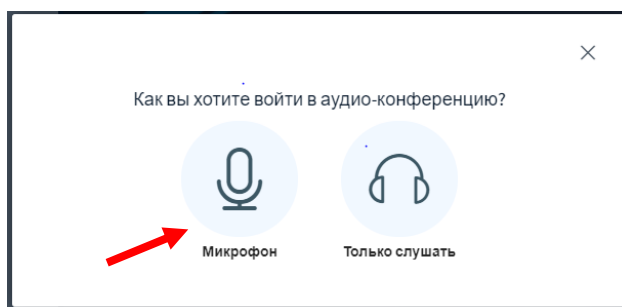 Как вы хотите войти в аудио-конференцию?
Микрофон
Только слушать